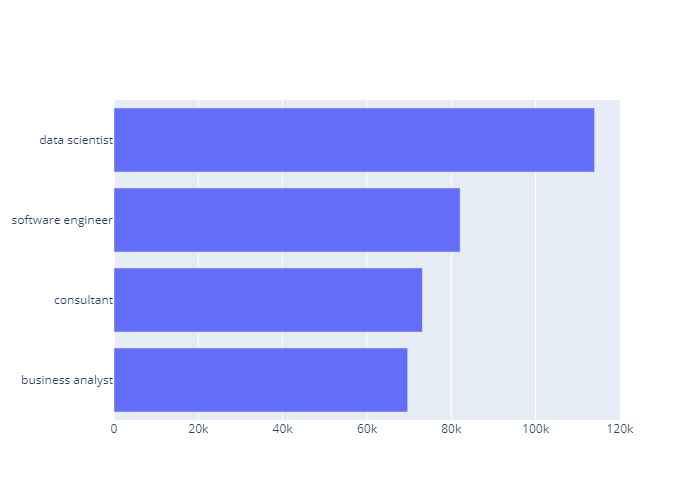 data scientist
software engineer
consultant
business analyst
0 20k 40k 60k 80k 100k 120k